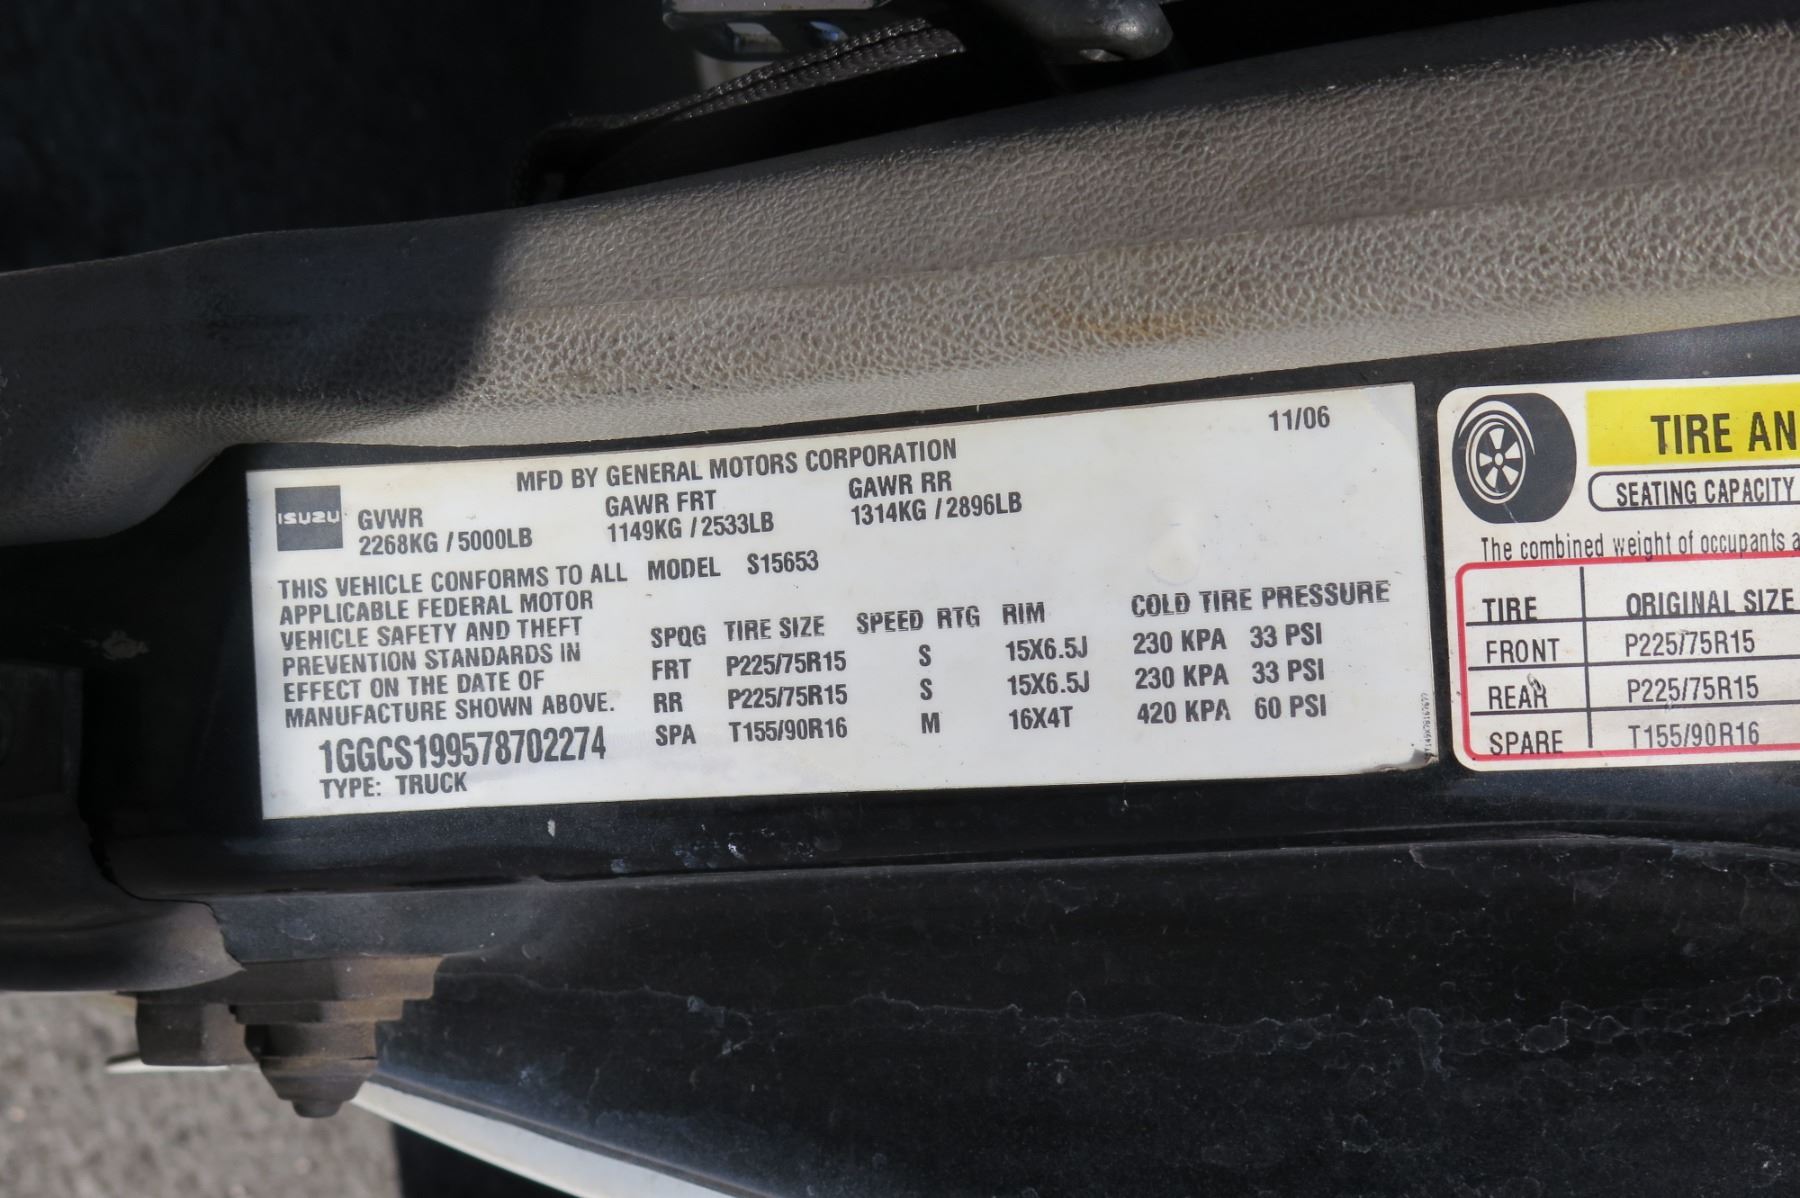 11/06
MFD BY GENERAL MOTORS CORPORATION
ISUZU
GVWR GAWR FRT GAWR RR
2268KG / 5000LB 1149KG / 2533LB 1314KG / 2896LB
THIS VEHICLE CONFORMS TO ALL
APPLICABLE FEDERAL MOTOR
VEHICLE SAFETY AND THEFT
PREVENTION STANDARDS IN
EFFECT ON THE DATE OF
MANUFACTURE SHOWN ABOVE.
1GGCS199578702274
TYPE: TRUCK
MODEL S15653
SPQG TIRE SIZE SPEED RTG RIM COLD TIRE PRESSURE
FRT P225/75R15 S 15X6.5J 230 KPA 33 PSI
RR P225/75R15 S 15X6.5J 230 KPA 33 PSI
SPA T155/90R16 M 16X4T 420 KPA 60 PSI
TIRE AN
SEATING CAPACITY
The combined weight of occupants a
TIRE ORIGINAL SIZE
FRONT P225/75R15
REAR P225/75R15
SPARE T155/90R16